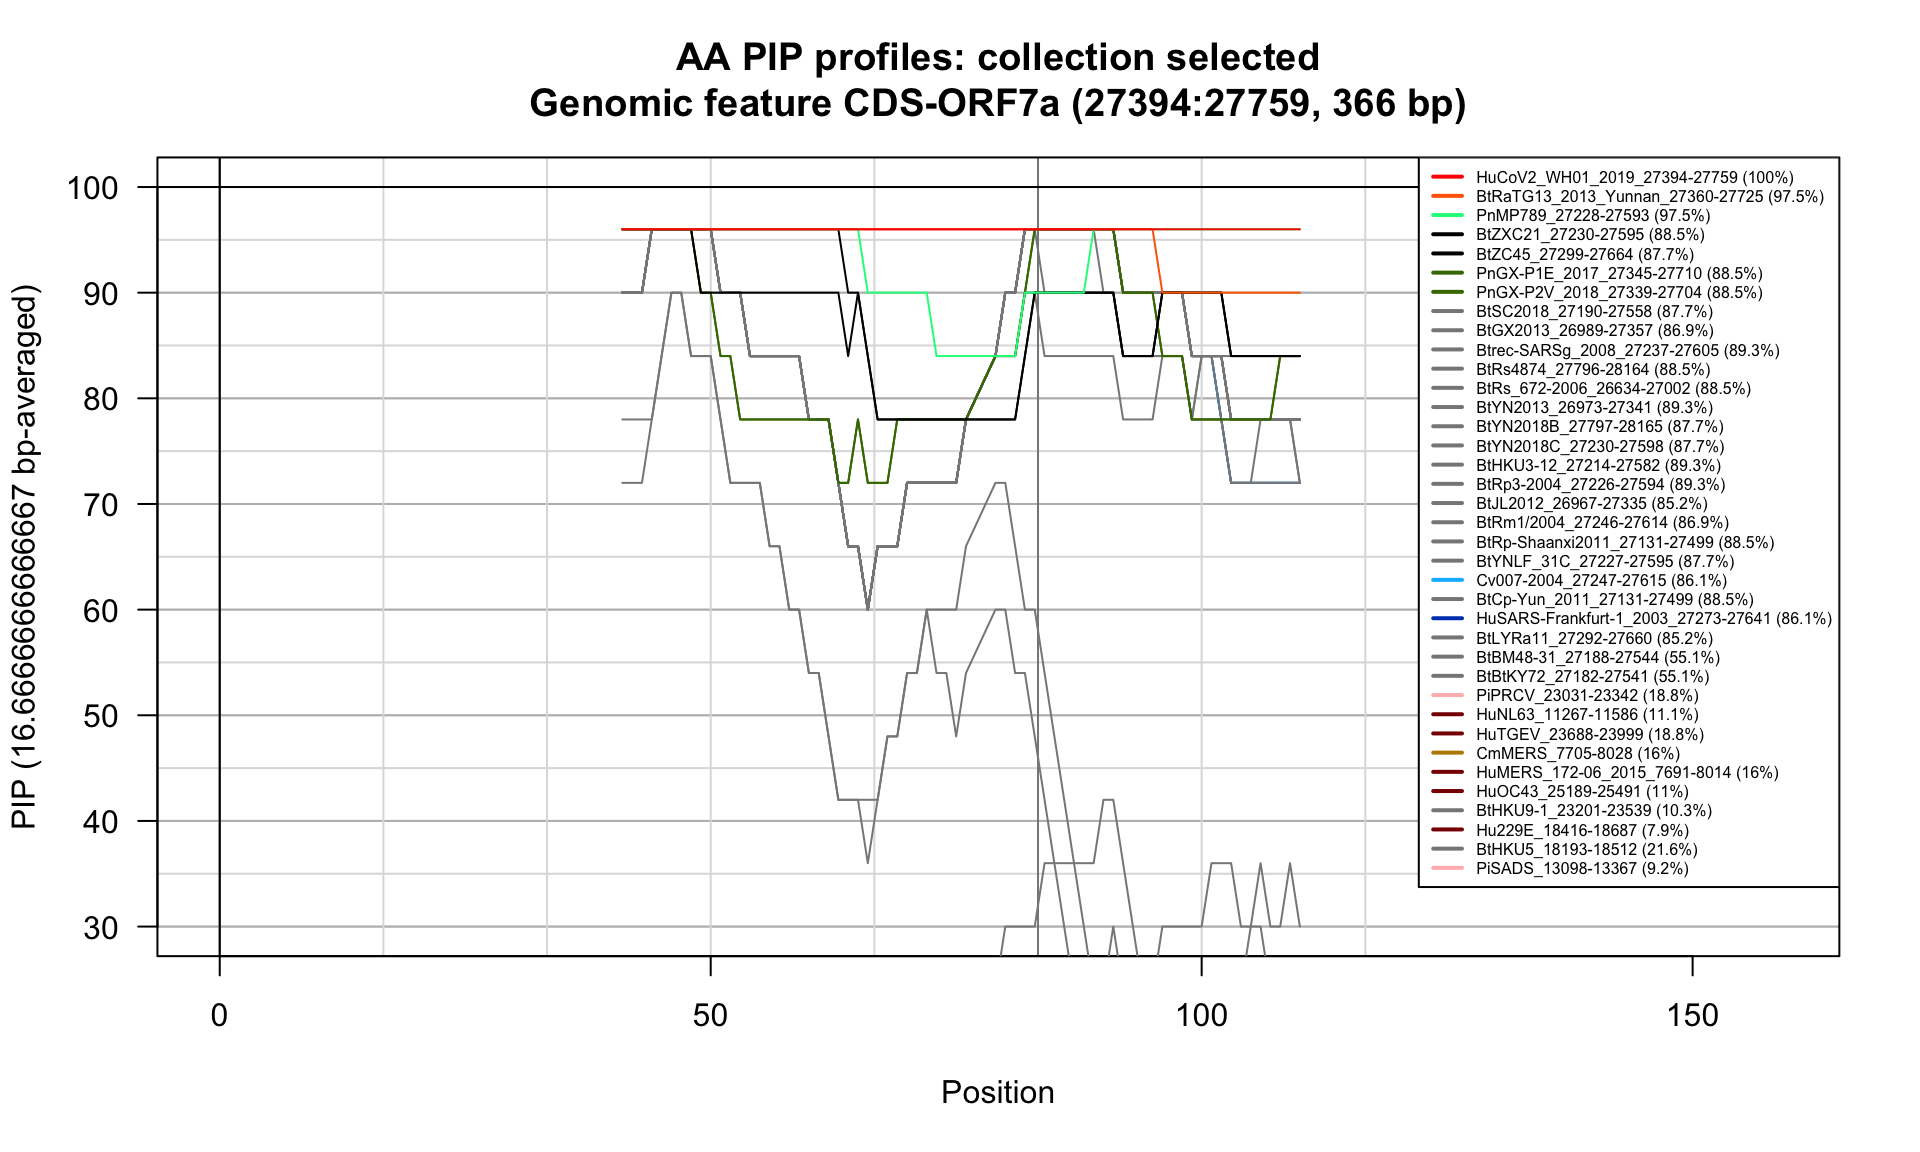 AA PIP profiles: collection selected
Genomic feature CDS-ORF7a (27394:27759, 366 bp)
PIP (16.6666666666667 bp-averaged)
100
90
80
70
60
50
40
30
0
50
100
150
Position
HuCoV2_WH01_2019_27394-27759 (100%)
BtRaTG13_2013_Yunnan_27360-27725 (97.5%)
PnMP789_27228-27593 (97.5%)
BtZXC21_27230-27595 (88.5%)
BtZC45_27299-27664 (87.7%)
PnGX-P1E_2017_27345-27710 (88.5%)
PnGX-P2V_2018_27339-27704 (88.5%)
BtSC2018_27190-27558 (87.7%)
BtGX2013_26989-27357 (86.9%)
Btrec-SARSg_2008_27237-27605 (89.3%)
BtRs4874_27796-28164 (88.5%)
BtRs_672-2006_26634-27002 (88.5%)
BtYN2013_26973-27341 (89.3%)
BtYN2018B_27797-28165 (87.7%)
BtYN2018C_27230-27598 (87.7%)
BtHKU3-12_27214-27582 (89.3%)
BtRp3-2004_27226-27594 (89.3%)
BtJL2012_26967-27335 (85.2%)
BtRm1/2004_27246-27614 (86.9%)
BtRp-Shaanxi2011_27131-27499 (88.5%)
BtYNLF_31C_27227-27595 (87.7%)
Cv007-2004_27247-27615 (86.1%)
BtCp-Yun_2011_27131-27499 (88.5%)
HuSARS-Frankfurt-1_2003_27273-27641 (86.1%)
BtLYRa11_27292-27660 (85.2%)
BtBM48-31_27188-27544 (55.1%)
BtBtKY72_27182-27541 (55.1%)
PiPRCV_23031-23342 (18.8%)
HuNL63_11267-11586 (11.1%)
HuTGEV_23688-23999 (18.8%)
CmMERS_7705-8028 (16%)
HuMERS_172-06_2015_7691-8014 (16%)
HuOC43_25189-25491 (11%)
BtHKU9-1_23201-23539 (10.3%)
Hu229E_18416-18687 (7.9%)
BtHKU5_18193-18512 (21.6%)
PiSADS_13098-13367 (9.2%)